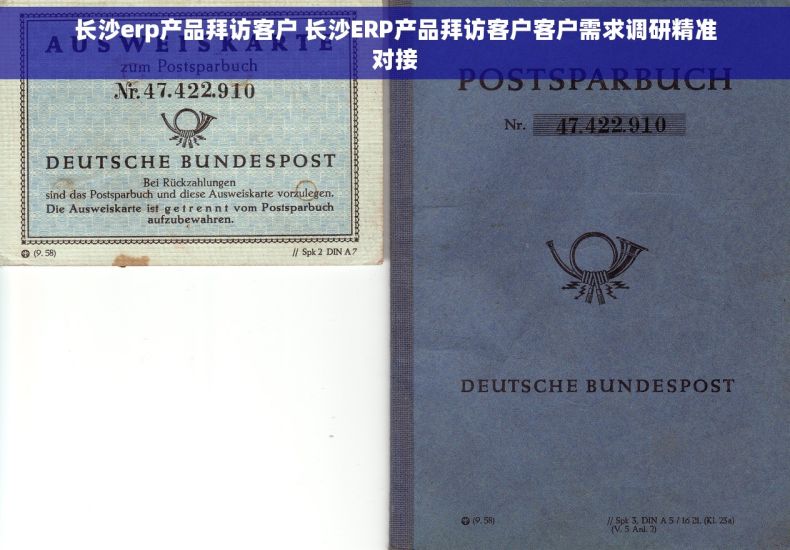 长沙erp产品拜访客户 长沙ERP产品拜访客户客户需求调研精准
对接
AUSWEISKARTE
zum Postsparbuch
Nr. 47.422.910
DEUTSCHE BUNDESPOST
Bei Rückzahlungen
sind das Postsparbuch und diese Ausweiskarte vorzulegen.
Die Ausweiskarte ist getrennt vom Postsparbuch
aufzubewahren.
(9. 58)
// Spk 2 DIN A 7
POSTSPARBUCH
Nr. 47.422.910
DEUTSCHE BUNDESPOST
(9. 58)
// Spk 3, DIN A 5 / 16 Bl. (Kl. 23a)
(V. 5 Anl. 2)